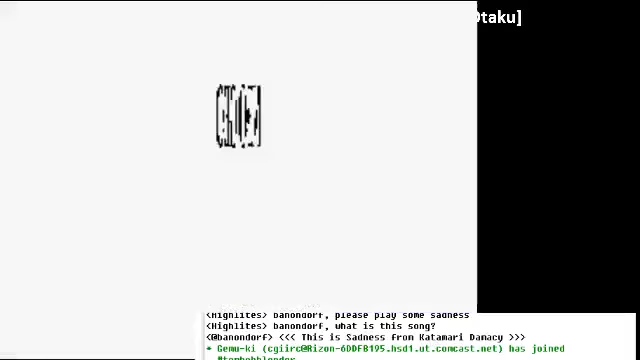 Otaku]
<Highlites> banondorf, please play some sadness
<Highlites> banondorf, what is this song?
<@banondorf> <<< This is Sadness from Katamari Damacy >>>
* Gemu-ki (cgiirc@Rizon-6DDFB195.hsd1.ut.comcast.net) has joined